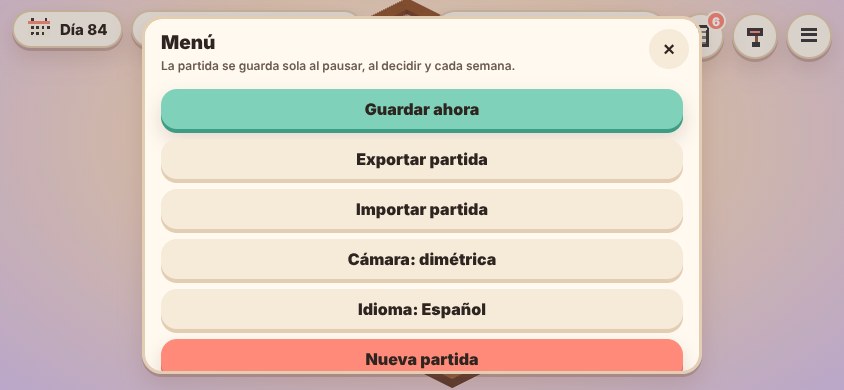 Día 84
6
Menú
La partida se guarda sola al pausar, al decidir y cada semana.
×
Guardar ahora
Exportar partida
Importar partida
Cámara: dimétrica
Idioma: Español
Nueva partida